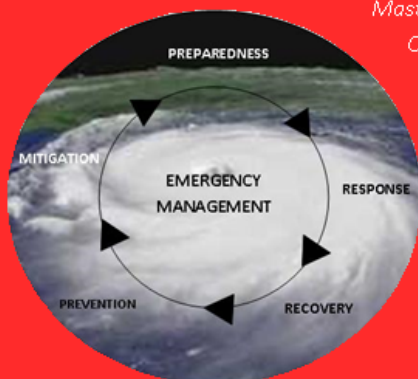 PREPAREDNESS
MITIGATION
EMERGENCY
MANAGEMENT
RESPONSE
PREVENTION
RECOVERY